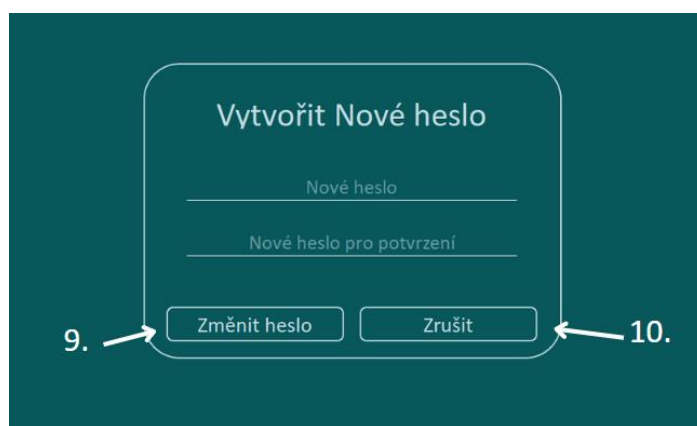 Vytvořit Nové heslo
Nové heslo
Nové heslo pro potvrzení
9. Změnit heslo Zrušit 10.